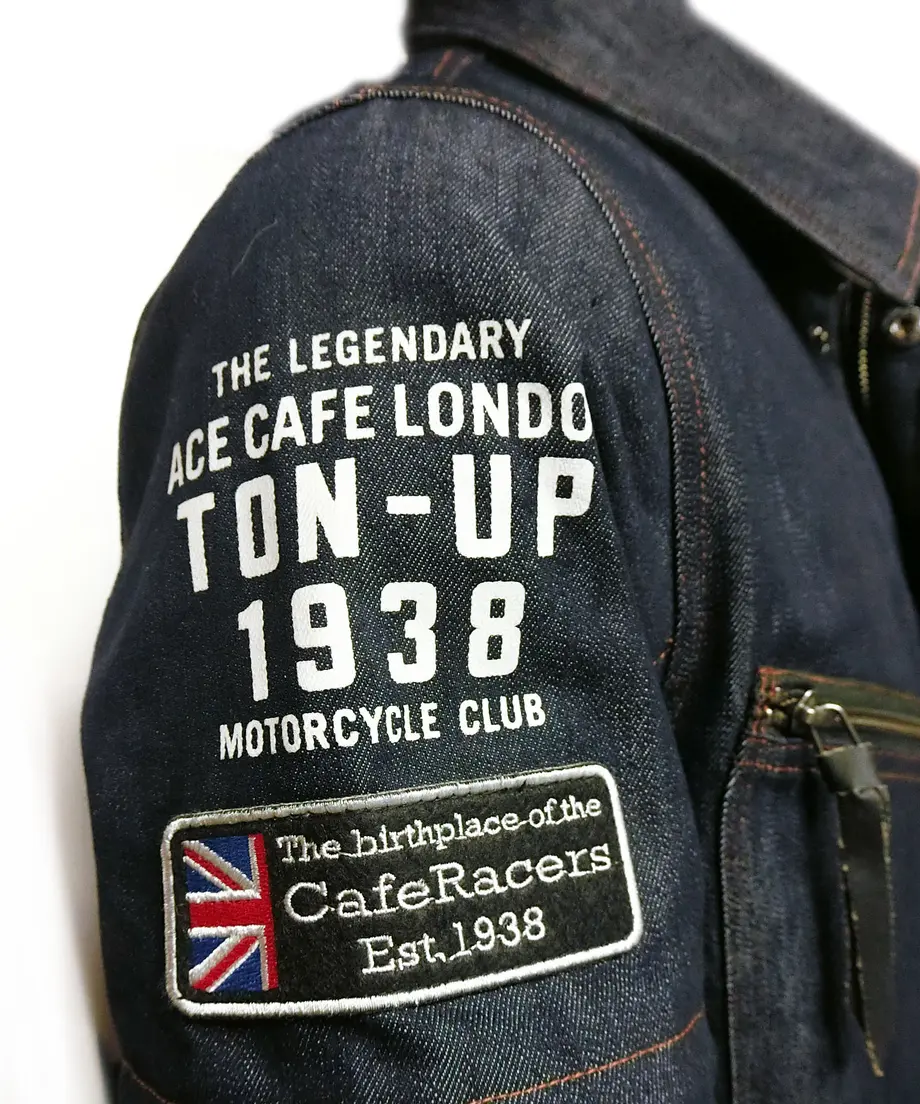 THE LEGENDARY
ACE CAFE LONDO
TON-UP
1938
MOTORCYCLE CLUB
The birthplace of the
CafeRacers
Est, 1938